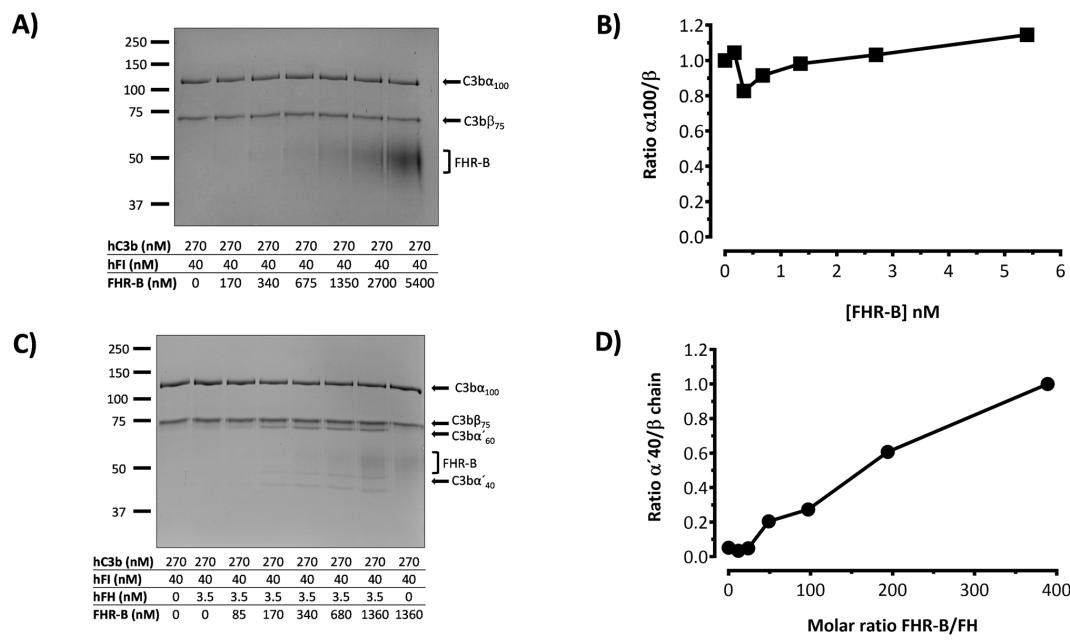 A)
250
150
100
75
50
37
C3bα100
C3bβ75
FHR-B
hC3b (nM) 270 270 270 270 270 270 270
hFI (nM) 40 40 40 40 40 40 40
FHR-B (nM) 0 170 340 675 1350 2700 5400
B)
Ratio α100/β
1.2
1.0
0.8
0.6
0.4
0.2
0.0
0 1 2 3 4 5 6
[FHR-B] nM
C)
250
150
100
75
50
37
C3bα100
C3bβ75
C3bα´60
FHR-B
C3bα´40
hC3b (nM) 270 270 270 270 270 270 270 270
hFI (nM) 40 40 40 40 40 40 40 40
hFH (nM) 0 3.5 3.5 3.5 3.5 3.5 3.5 0
FHR-B (nM) 0 0 85 170 340 680 1360 1360
D)
Ratio α´40/β chain
1.2
1.0
0.8
0.6
0.4
0.2
0.0
0 100 200 300 400
Molar ratio FHR-B/FH